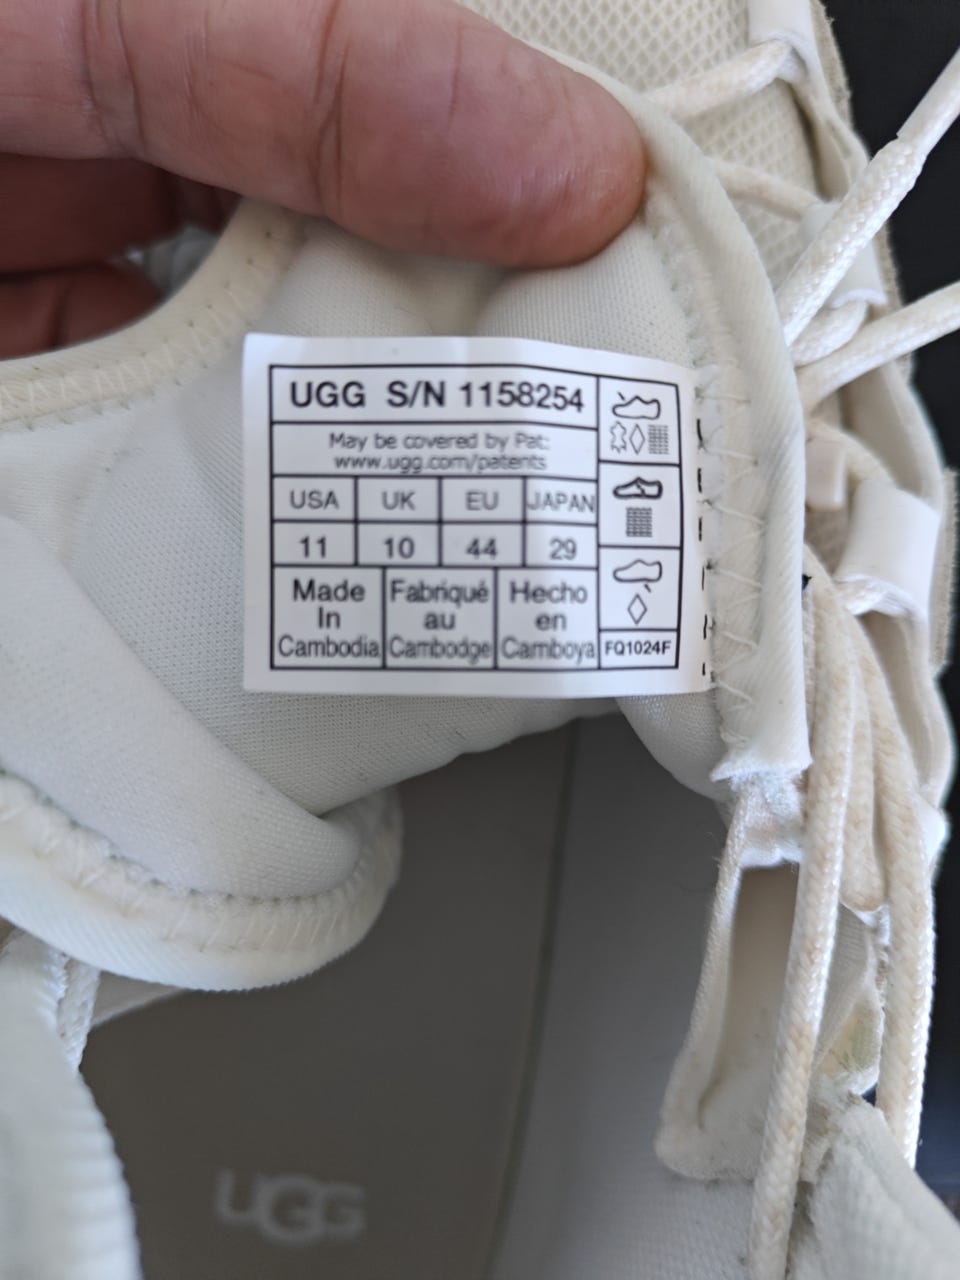 UGG S/N 1158254
May be covered by Pat:
www.ugg.com/patents
USA UK EU JAPAN
11 10 44 29
Made In Cambodia
Fabriqué au Cambodge
Hecho en Camboya
FQ1024F
UGG